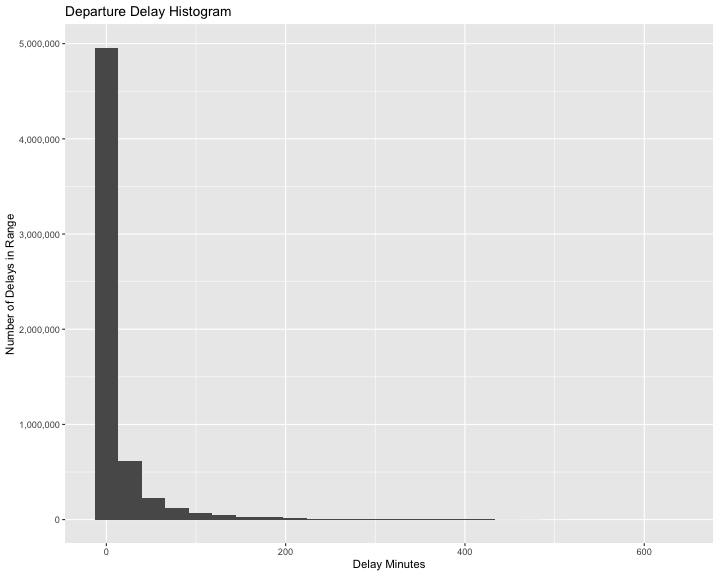 Departure Delay Histogram
Number of Delays in Range
5,000,000
4,000,000
3,000,000
2,000,000
1,000,000
0
0 200 400 600
Delay Minutes